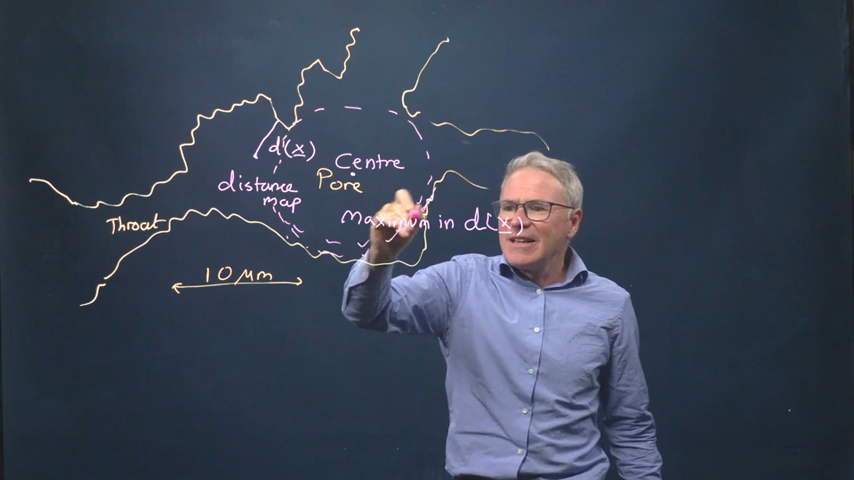 d(x)
Centre
distance
map
Pore
Throat
Maximum in d(x)
10 μm